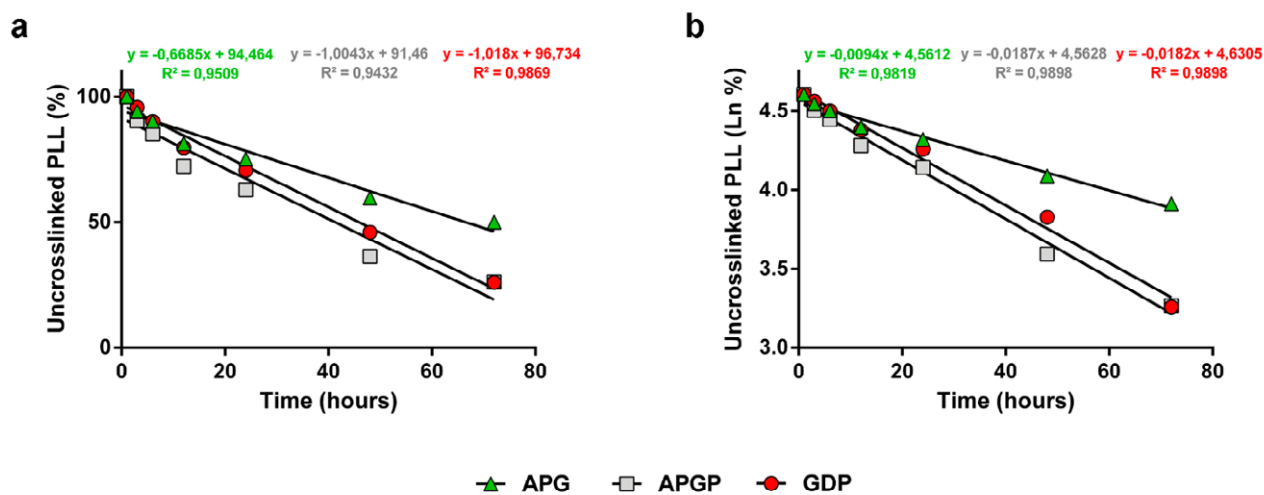 a
y = -0,6685x + 94,464 y = -1,0043x + 91,46 y = -1,018x + 96,734
R² = 0,9509 R² = 0,9432 R² = 0,9869
Uncrosslinked PLL (%)
100
50
0
0 20 40 60 80
Time (hours)
b
y = -0,0094x + 4,5612 y = -0,0187x + 4,5628 y = -0,0182x + 4,6305
R² = 0,9819 R² = 0,9898 R² = 0,9898
Uncrosslinked PLL (Ln %)
4.5
4.0
3.5
3.0
0 20 40 60 80
Time (hours)
APG APGP GDP